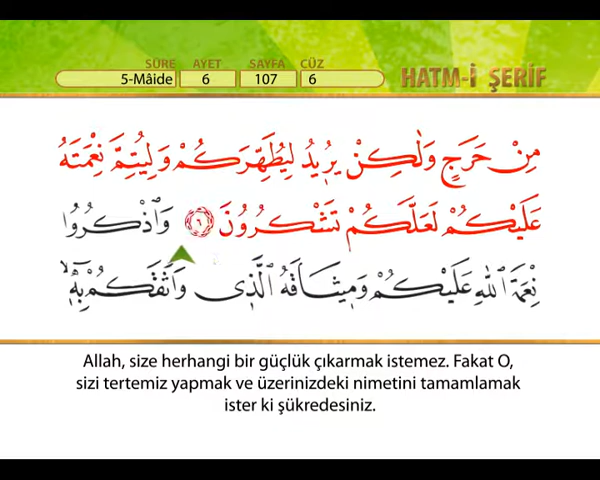 SÛRE AYET SAYFA CÜZ
5-Mâide 6 107 6
HATM-İ ŞERİF
مِنْ حَرَجٍ وَلٰكِنْ يُرٖيدُ لِيُطَهِّرَكُمْ وَلِيُتِمَّ نِعْمَتَهُ
عَلَيْكُمْ لَعَلَّكُمْ تَشْكُرُونَ ﴿٦﴾ وَاذْكُرُوا
نِعْمَةَ اللّٰهِ عَلَيْكُمْ وَمٖيثَاقَهُ الَّذٖى وَاثَقَكُمْ بِهٖۙ
Allah, size herhangi bir güçlük çıkarmak istemez. Fakat O,
sizi tertemiz yapmak ve üzerinizdeki nimetini tamamlamak
ister ki şükredesiniz.